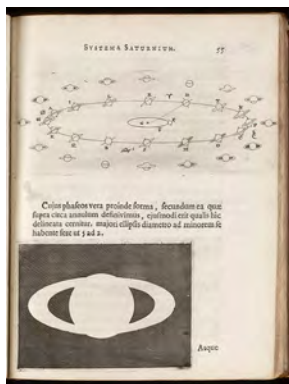 SYSTEMA SATURNIUM. 55
Cujus phaseos vera proinde forma, secundum ea quæ
supra circa annulum definivimus, ejusmodi erit qualis hic
delineata cernitur, majori ellipsis diametro ad minorem se
habente fere ut 5 ad 2.
Atque